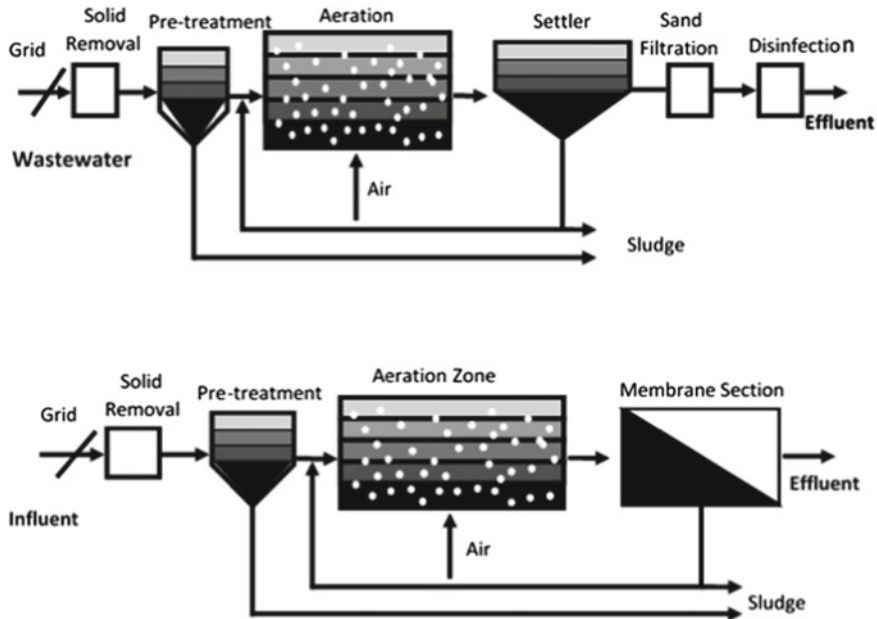 Grid
Solid
Removal
Pre-treatment
Aeration
Settler
Sand
Filtration
Disinfection
Wastewater
Air
Effluent
Sludge
Grid
Solid
Removal
Pre-treatment
Aeration Zone
Membrane Section
Influent
Air
Effluent
Sludge